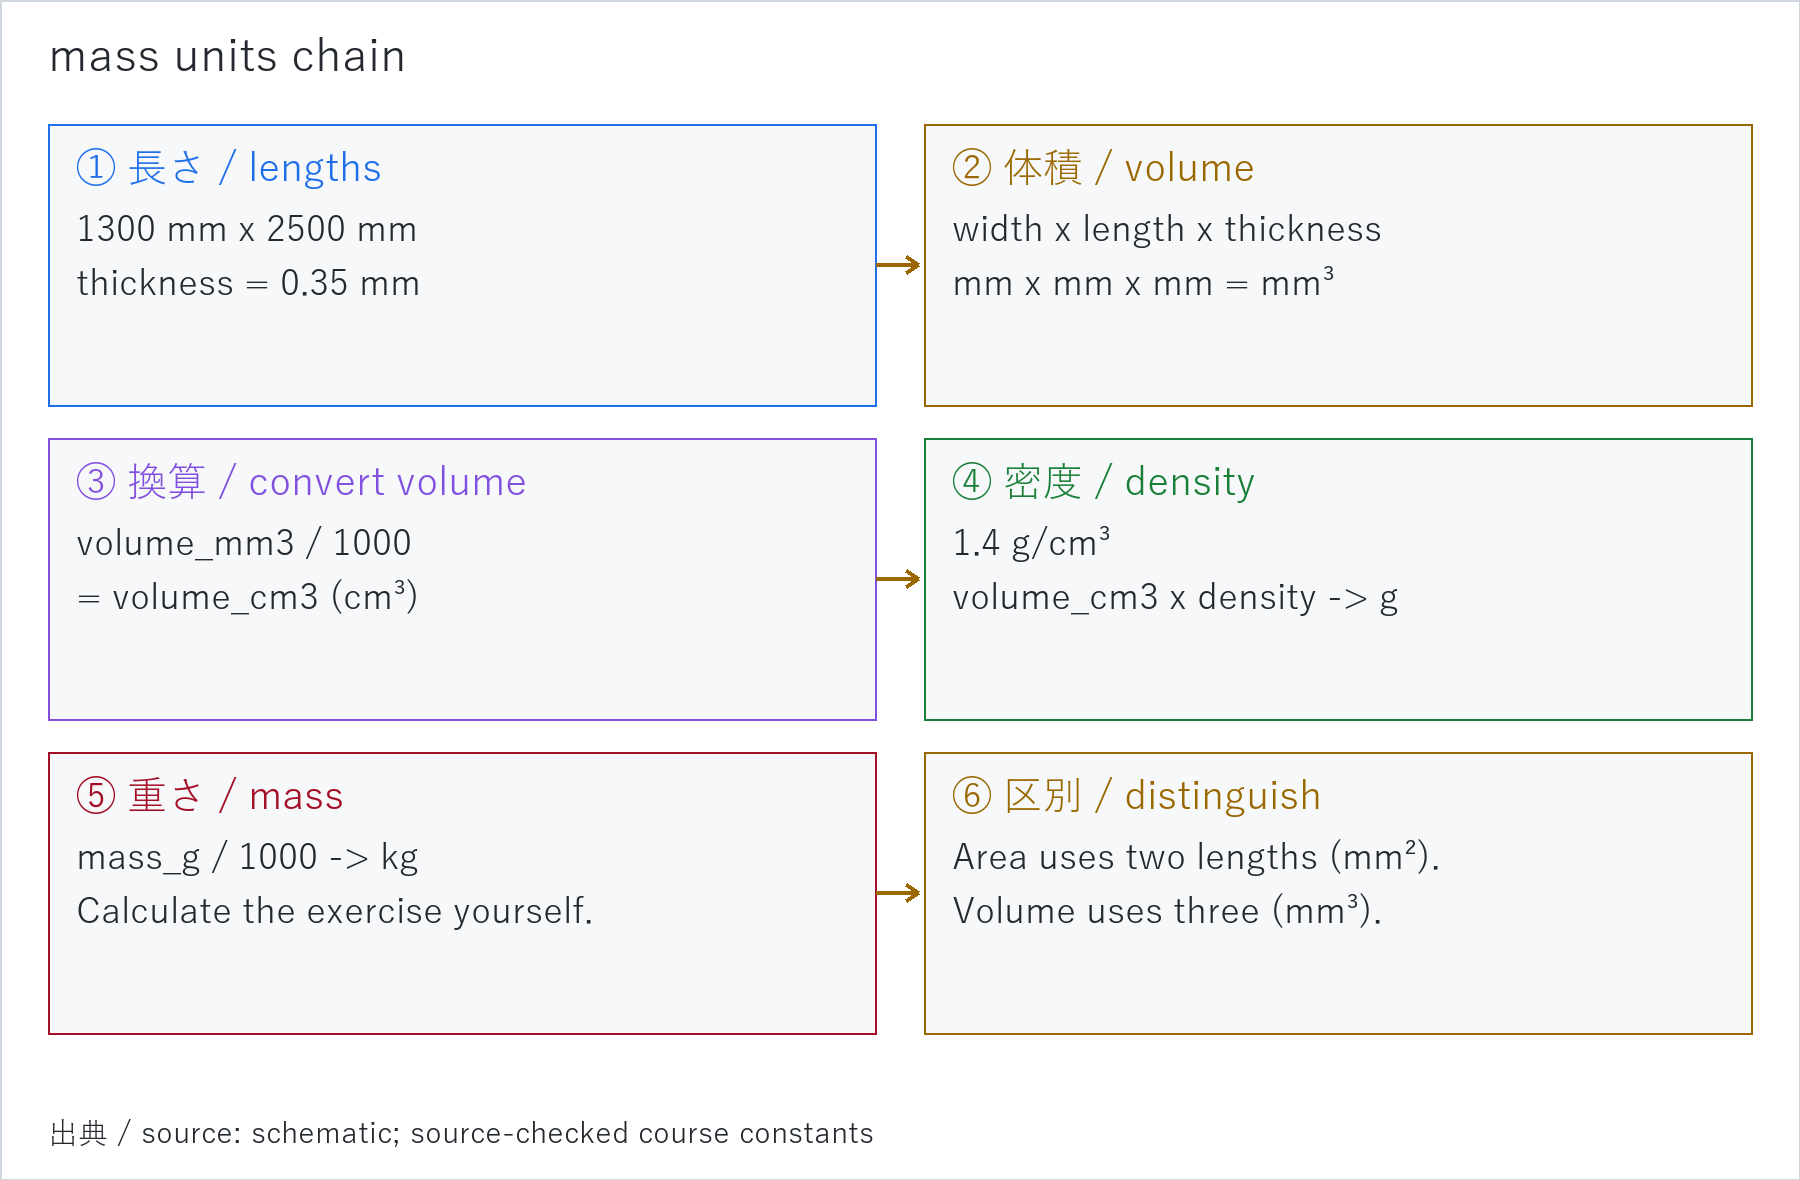 mass units chain
① 長さ / lengths
1300 mm x 2500 mm
thickness = 0.35 mm
② 体積 / volume
width x length x thickness
mm x mm x mm = mm³
③ 換算 / convert volume
volume_mm3 / 1000
= volume_cm3 (cm³)
④ 密度 / density
1.4 g/cm³
volume_cm3 x density -> g
⑤ 重さ / mass
mass_g / 1000 -> kg
Calculate the exercise yourself.
⑥ 区別 / distinguish
Area uses two lengths (mm²).
Volume uses three (mm³).
出典 / source: schematic; source-checked course constants